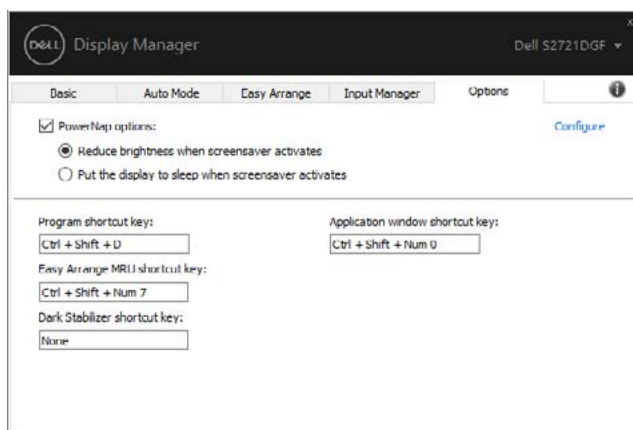 DELL Display Manager
Dell S2721DGF
x
Basic Auto Mode Easy Arrange Input Manager Options
PowerNap options:
Configure
Reduce brightness when screensaver activates
Put the display to sleep when screensaver activates
Program shortcut key:
Application window shortcut key:
Ctrl + Shift + D
Ctrl + Shift + Num 0
Easy Arrange MRU shortcut key:
Ctrl + Shift + Num 7
Dark Stabilizer shortcut key:
None